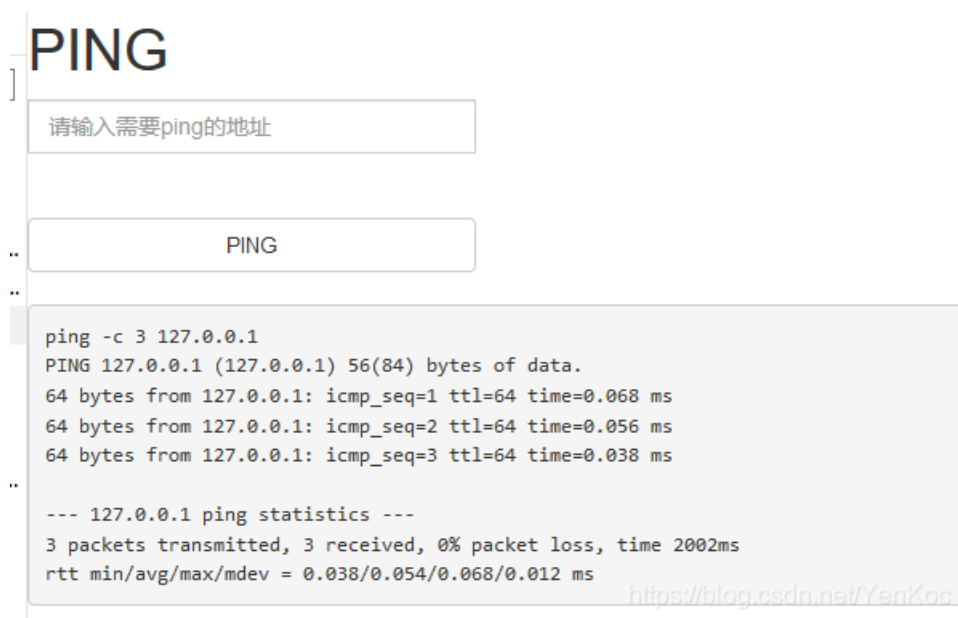 PING
请输入需要ping的地址
PING
ping -c 3 127.0.0.1
PING 127.0.0.1 (127.0.0.1) 56(84) bytes of data.
64 bytes from 127.0.0.1: icmp_seq=1 ttl=64 time=0.068 ms
64 bytes from 127.0.0.1: icmp_seq=2 ttl=64 time=0.056 ms
64 bytes from 127.0.0.1: icmp_seq=3 ttl=64 time=0.038 ms
--- 127.0.0.1 ping statistics ---
3 packets transmitted, 3 received, 0% packet loss, time 2002ms
rtt min/avg/max/mdev = 0.038/0.054/0.068/0.012 ms
https://blog.csdn.net/YenKoc